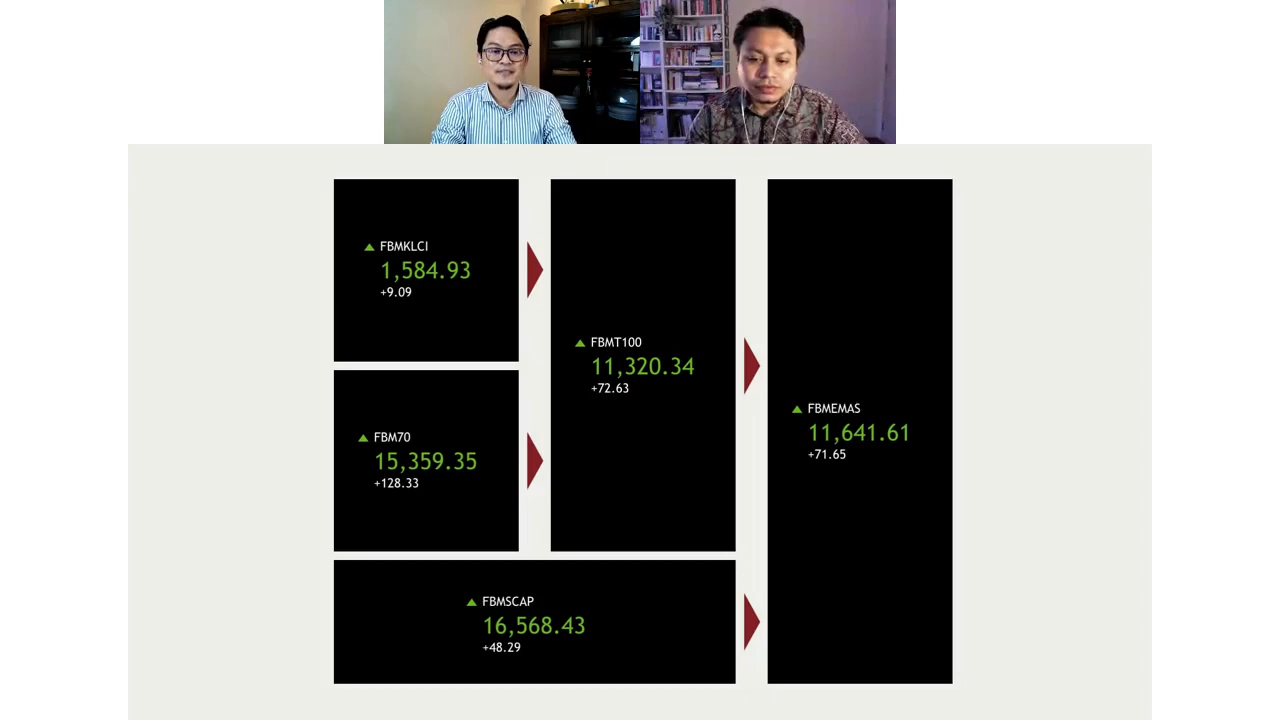 FBMKLCI
1,584.93
+9.09
FBM70
15,359.35
+128.33
FBMT100
11,320.34
+72.63
FBMEMAS
11,641.61
+71.65
FBMSCAP
16,568.43
+48.29